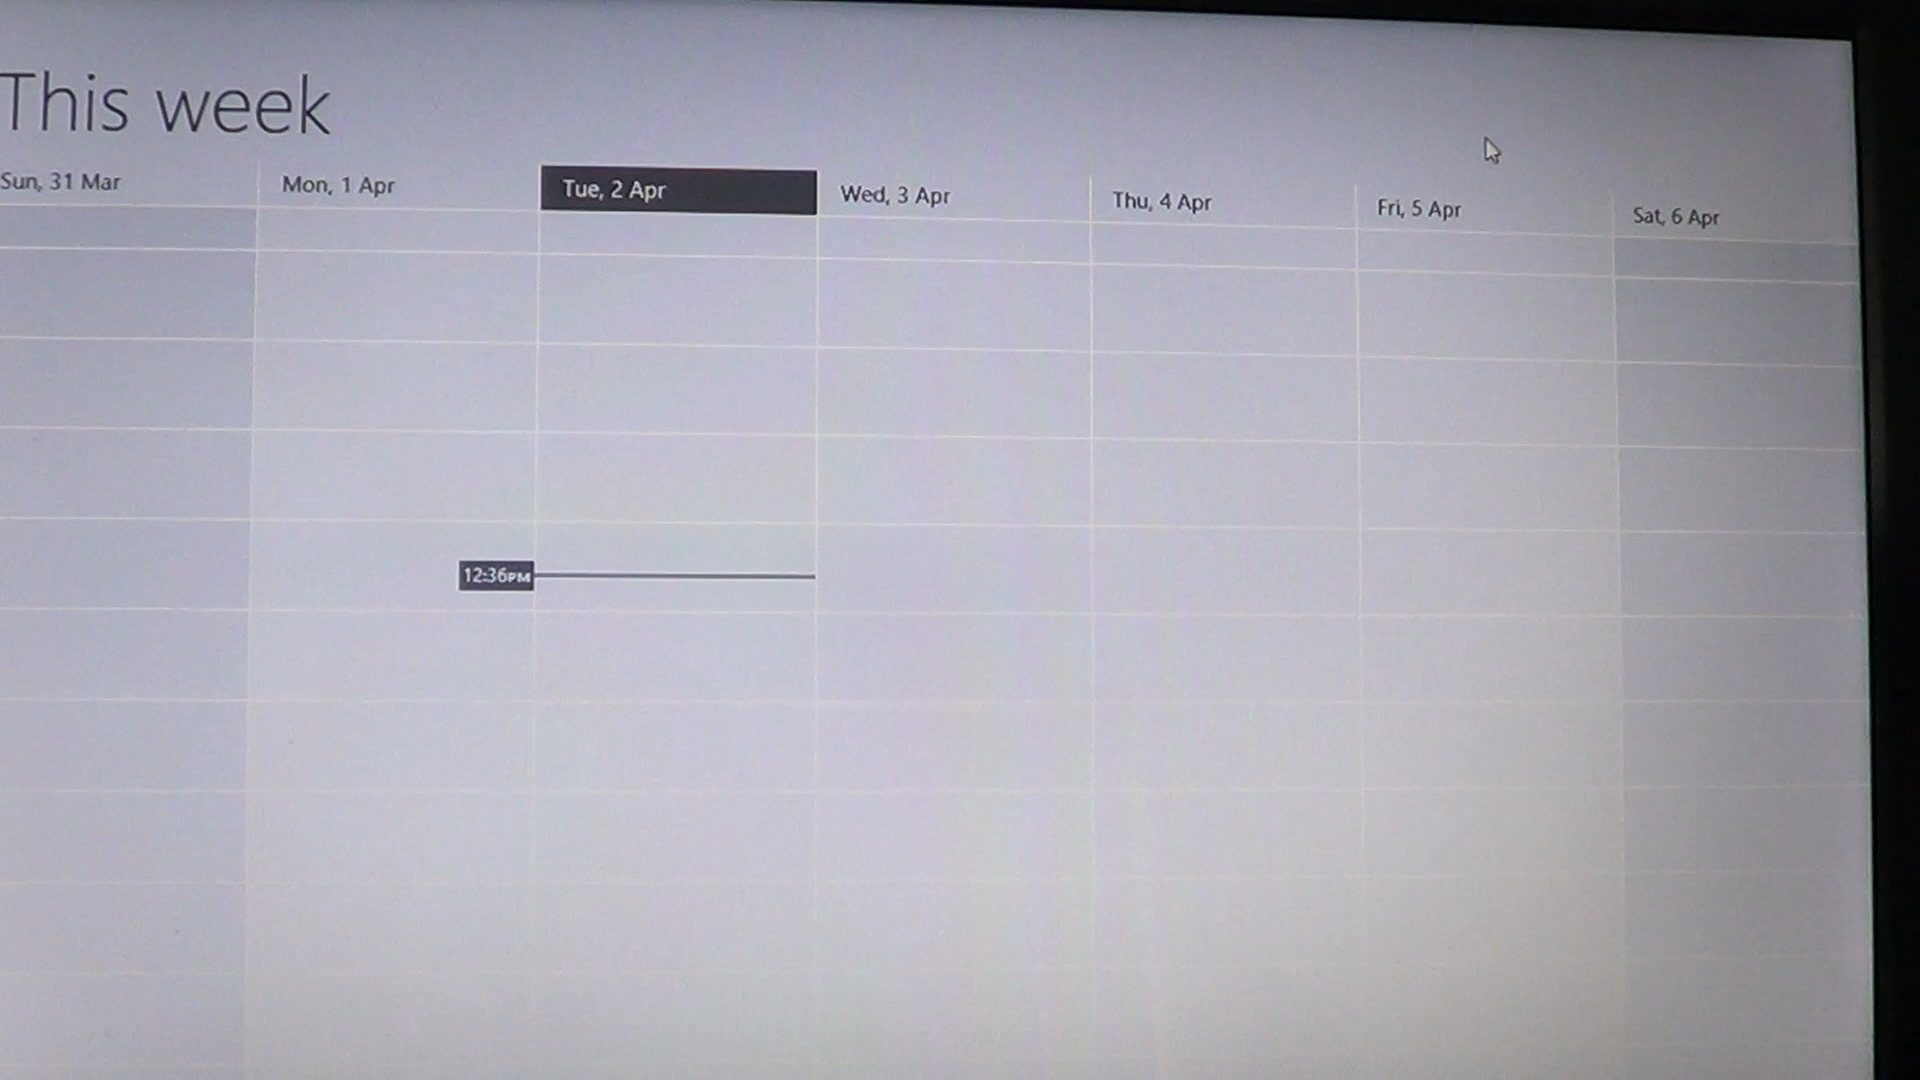 This week
Sun, 31 Mar
Mon, 1 Apr
Tue, 2 Apr
Wed, 3 Apr
Thu, 4 Apr
Fri, 5 Apr
Sat, 6 Apr
12:36PM